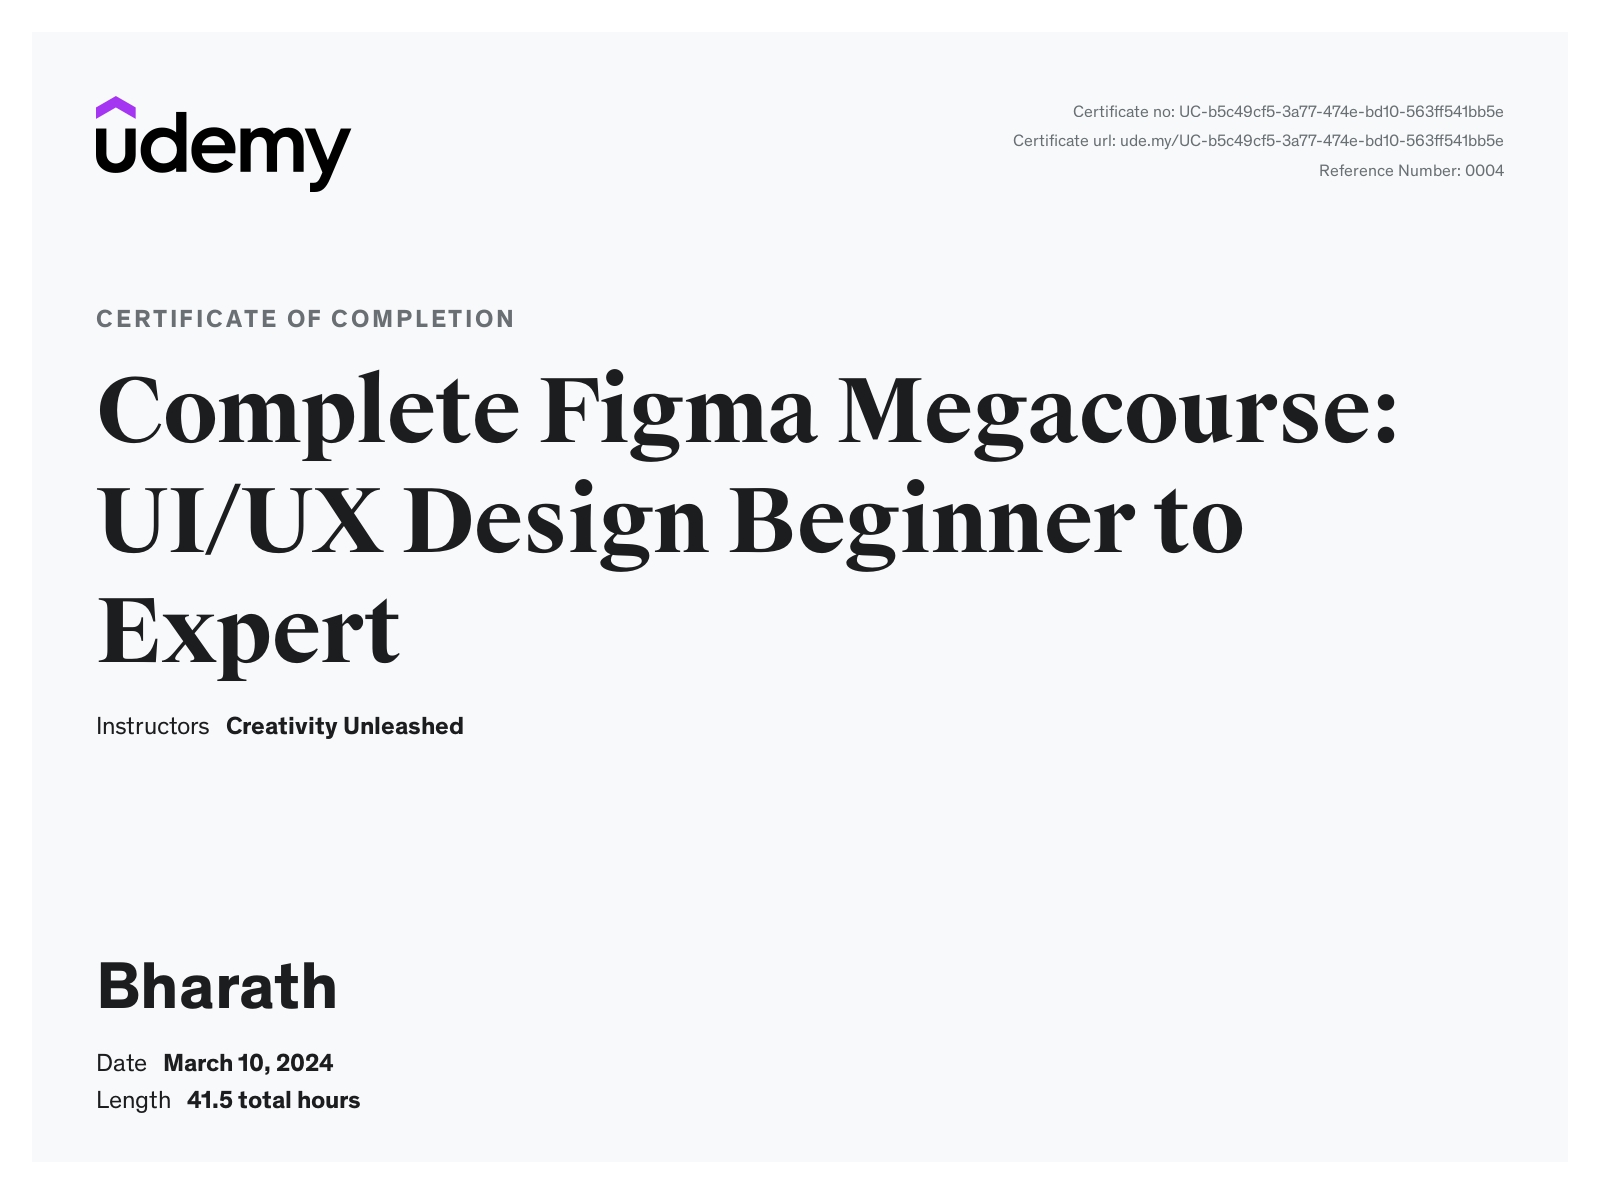 udemy
Certificate no: UC-b5c49cf5-3a77-474e-bd10-563ff541bb5e
Certificate url: ude.my/UC-b5c49cf5-3a77-474e-bd10-563ff541bb5e
Reference Number: 0004
CERTIFICATE OF COMPLETION
Complete Figma Megacourse:
UI/UX Design Beginner to
Expert
Instructors Creativity Unleashed
Bharath
Date March 10, 2024
Length 41.5 total hours